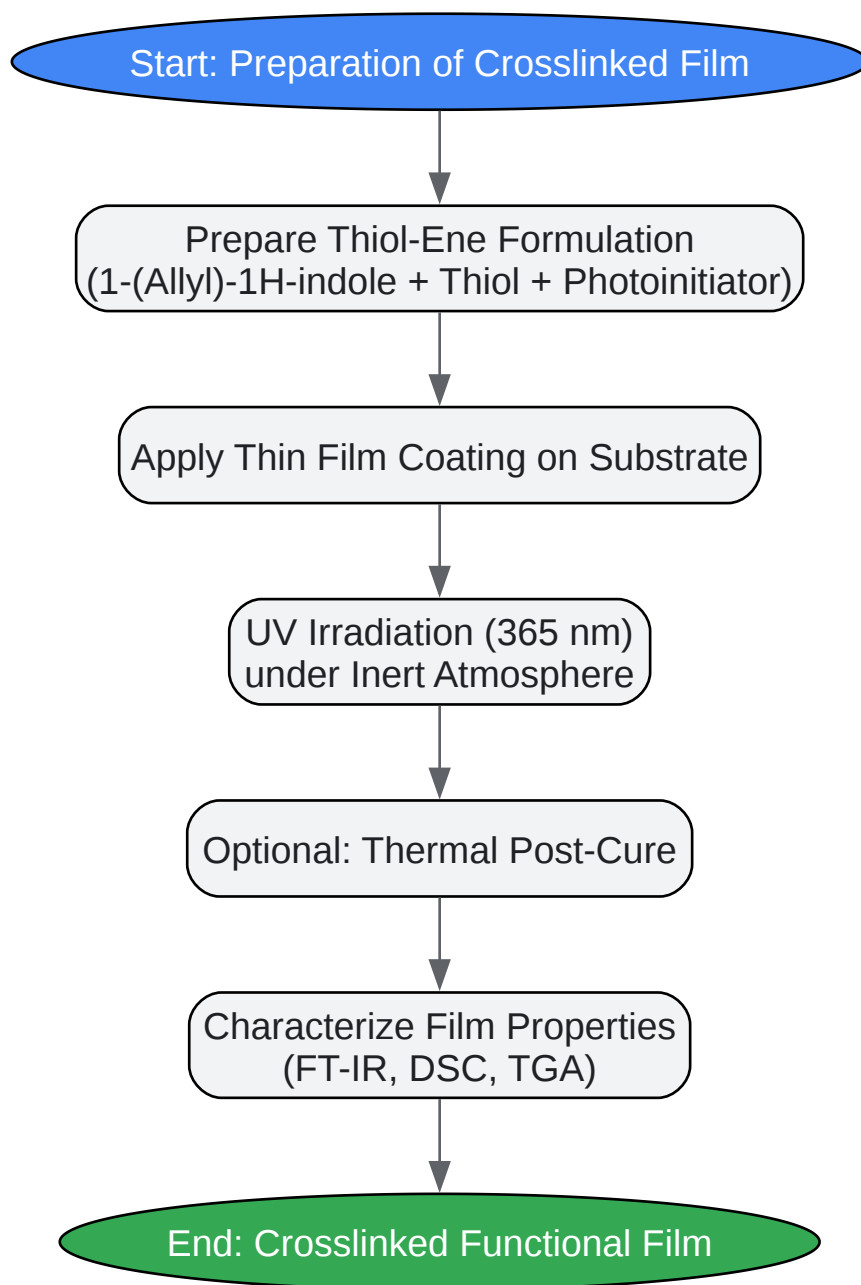 Start: Preparation of Crosslinked Film
Prepare Thiol-Ene Formulation
(1-(Allyl)-1H-indole + Thiol + Photoinitiator)
Apply Thin Film Coating on Substrate
UV Irradiation (365 nm)
under Inert Atmosphere
Optional: Thermal Post-Cure
Characterize Film Properties
(FT-IR, DSC, TGA)
End: Crosslinked Functional Film